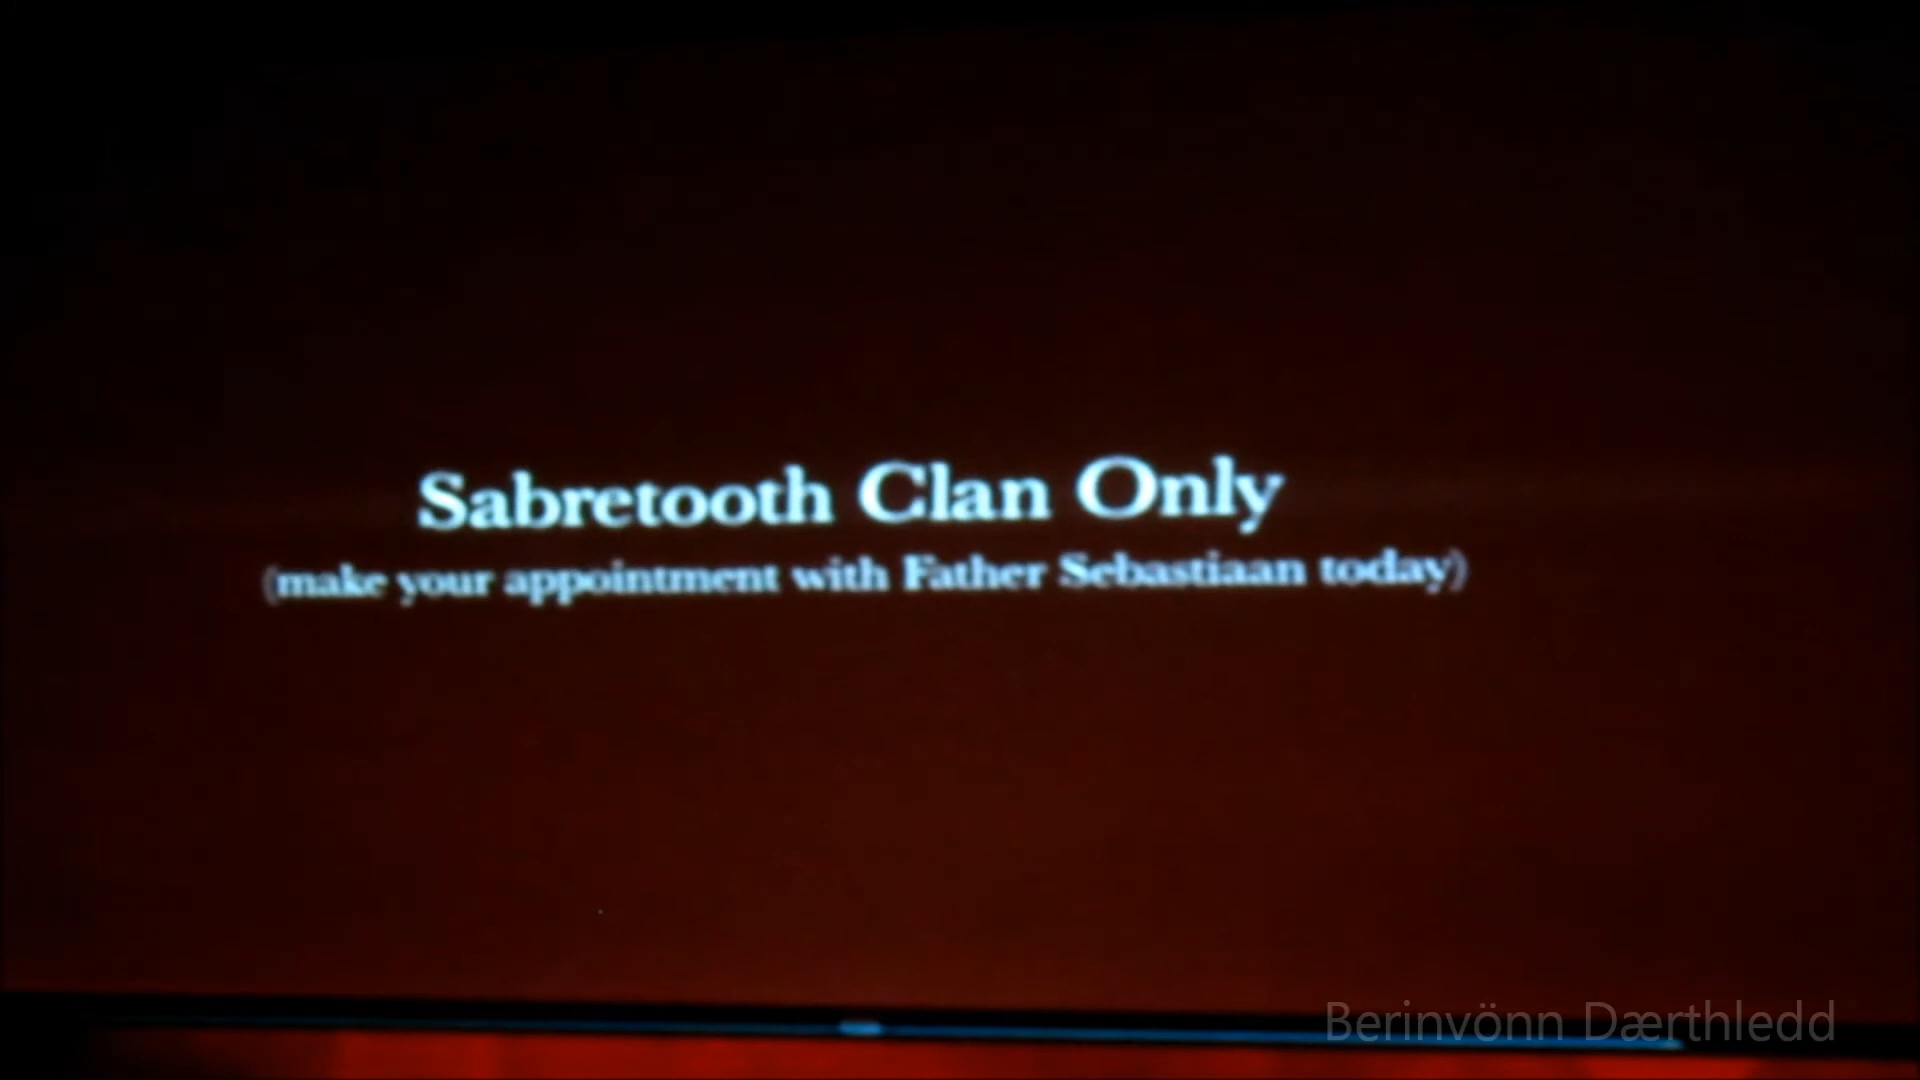 Sabretooth Clan Only
(make your appointment with Father Sebastiaan today)
Berinvönn Dærthledd